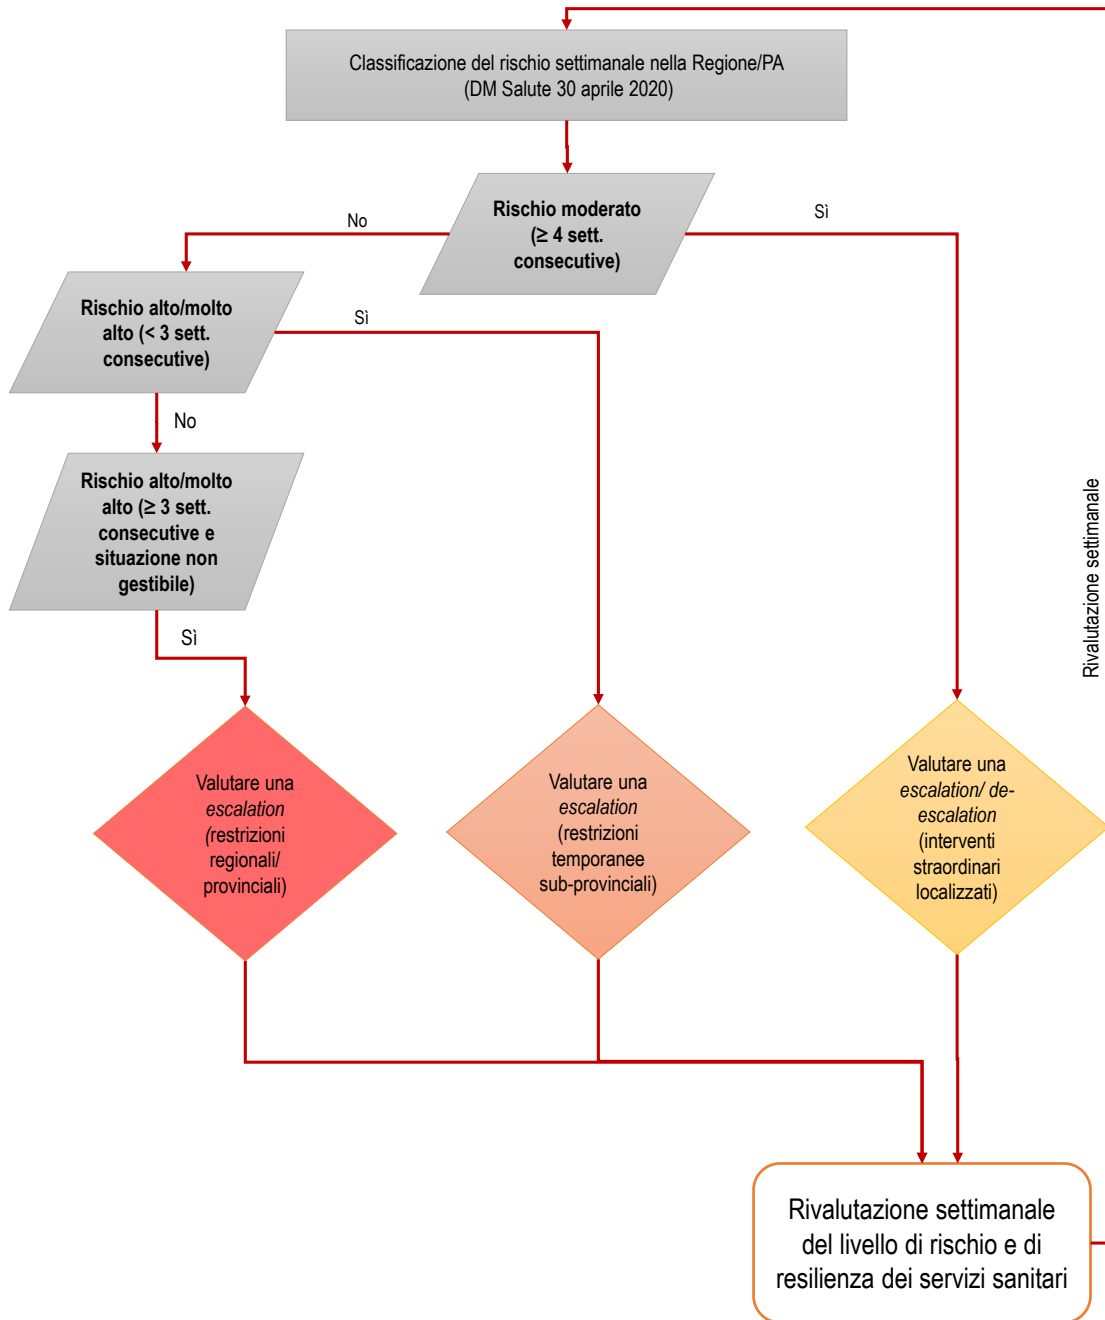 Classificazione del rischio settimanale nella Regione/PA
(DM Salute 30 aprile 2020)
Rischio moderato
(≥ 4 sett.
consecutive)
No
Sì
Rischio alto/molto
alto (< 3 sett.
consecutive)
Sì
No
Rischio alto/molto
alto (≥ 3 sett.
consecutive e
situazione non
gestibile)
Sì
Rivalutazione settimanale
Valutare una
escalation
(restrizioni
regionali/
provinciali)
Valutare una
escalation
(restrizioni
temporanee
sub-provinciali)
Valutare una
escalation/ de-
escalation
(interventi
straordinari
localizzati)
Rivalutazione settimanale
del livello di rischio e di
resilienza dei servizi sanitari